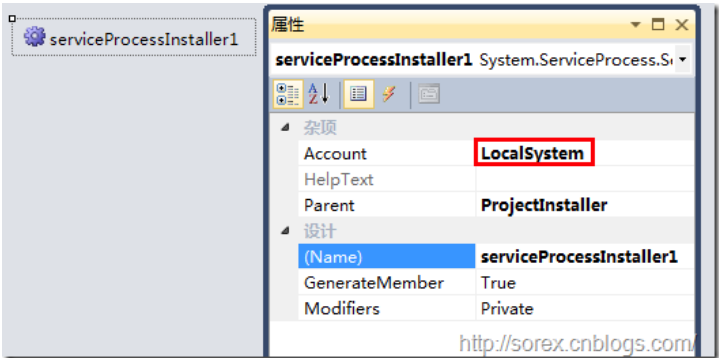 serviceProcessInstaller1
属性
serviceProcessInstaller1 System.ServiceProcess.Se
杂项
Account LocalSystem
HelpText
Parent ProjectInstaller
设计
(Name) serviceProcessInstaller1
GenerateMember True
Modifiers Private
http://sorex.cnblogs.com/